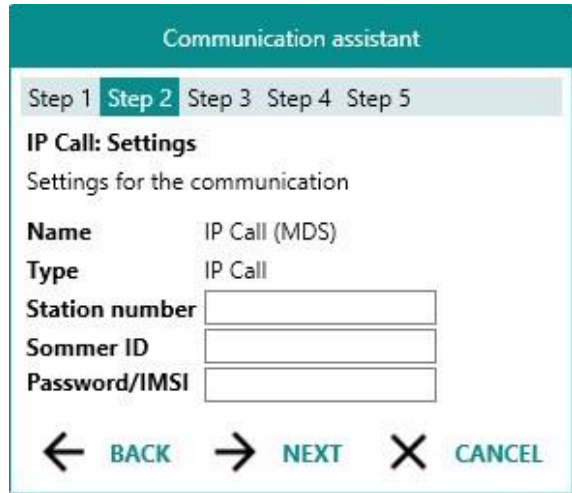 Communication assistant
Step 1 Step 2 Step 3 Step 4 Step 5
IP Call: Settings
Settings for the communication
Name IP Call (MDS)
Type IP Call
Station number
Sommer ID
Password/IMSI
BACK NEXT CANCEL